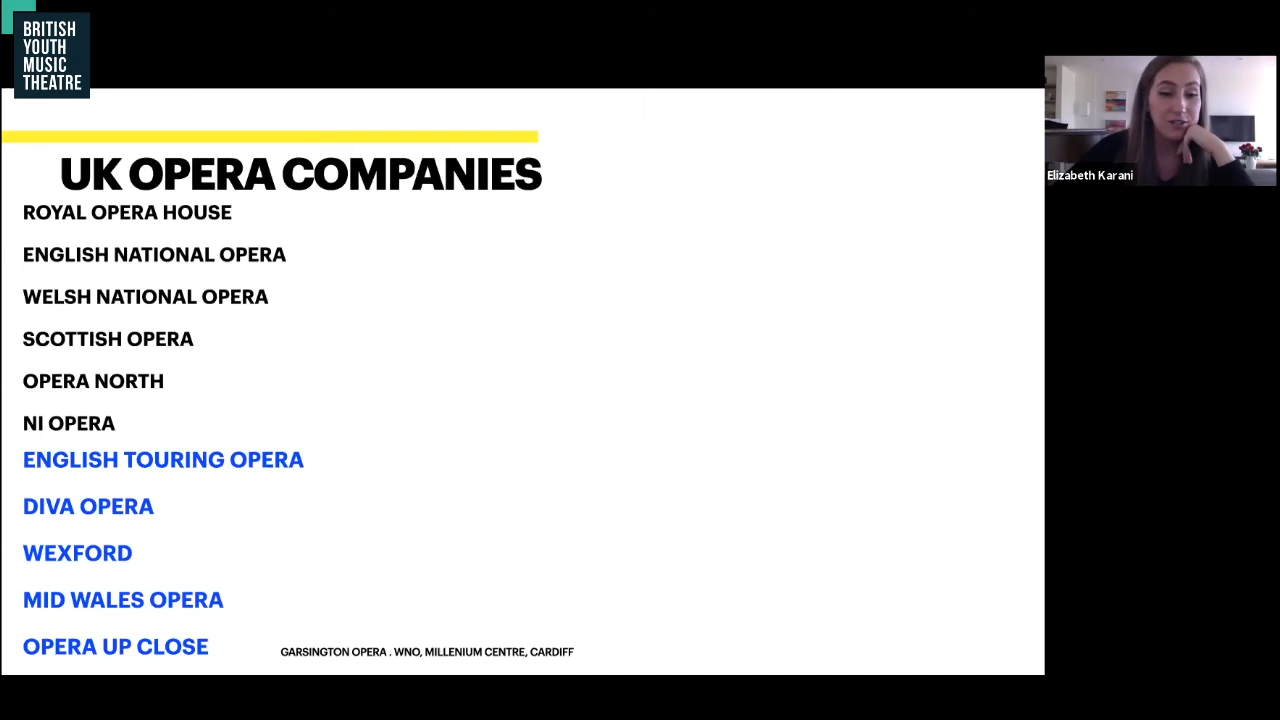 BRITISH
YOUTH
MUSIC
THEATRE
UK OPERA COMPANIES
ROYAL OPERA HOUSE
ENGLISH NATIONAL OPERA
WELSH NATIONAL OPERA
SCOTTISH OPERA
OPERA NORTH
NI OPERA
ENGLISH TOURING OPERA
DIVA OPERA
WEXFORD
MID WALES OPERA
OPERA UP CLOSE
GARSINGTON OPERA . WNO, MILLENIUM CENTRE, CARDIFF
Elizabeth Karani